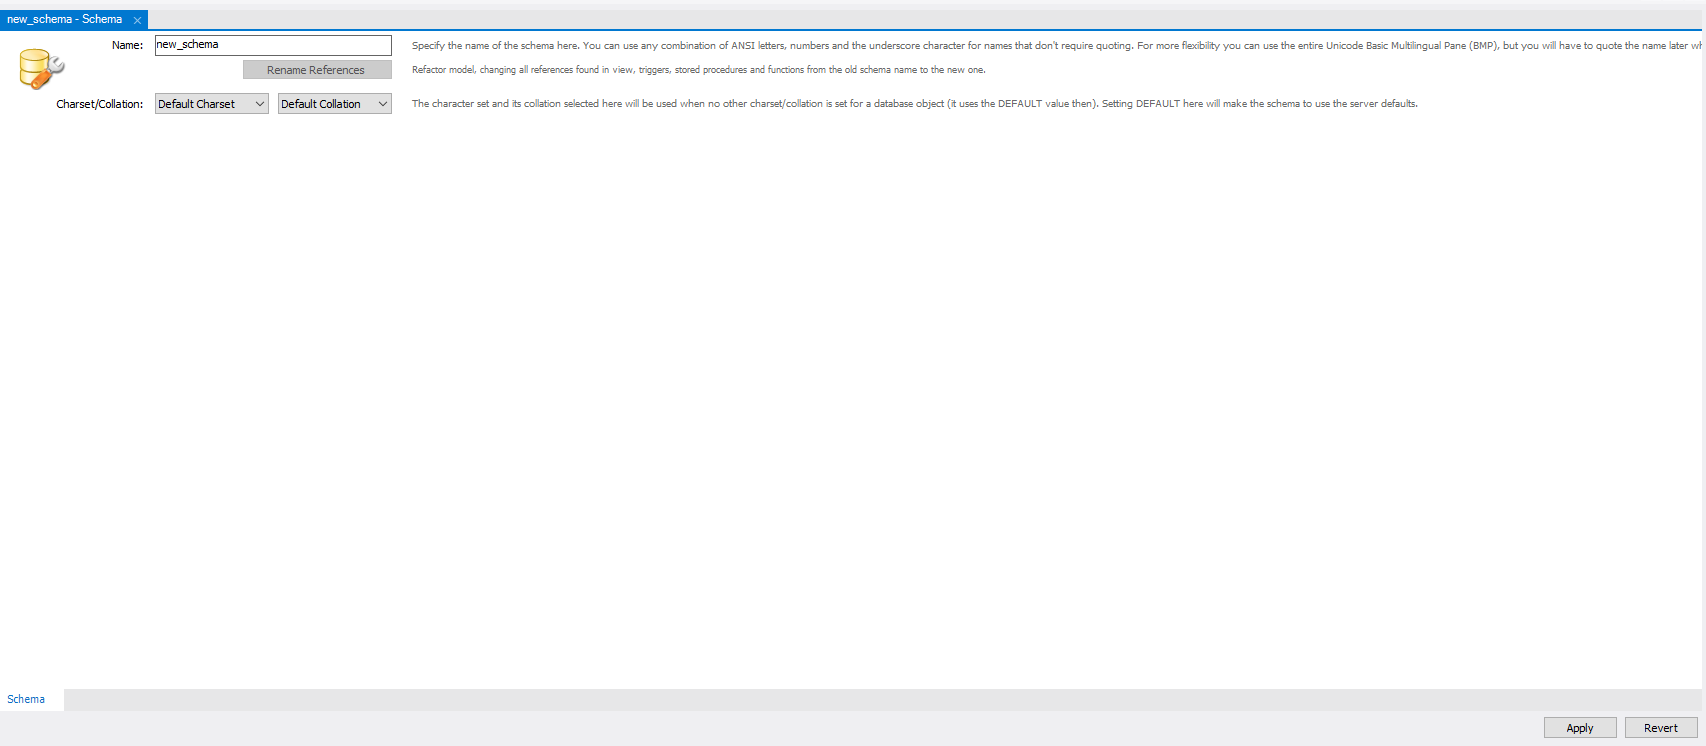 new_schema - Schema
Name: new_schema Specify the name of the schema here. You can use any combination of ANSI letters, numbers and the underscore character for names that don't require quoting. For more flexibility you can use the entire Unicode Basic Multilingual Pane (BMP), but you will have to quote the name later
Rename References Refactor model, changing all references found in view, triggers, stored procedures and functions from the old schema name to the new one.
Charset/Collation: Default Charset Default Collation The character set and its collation selected here will be used when no other charset/collation is set for a database object (it uses the DEFAULT value then). Setting DEFAULT here will make the schema to use the server defaults.
Schema
Apply Revert